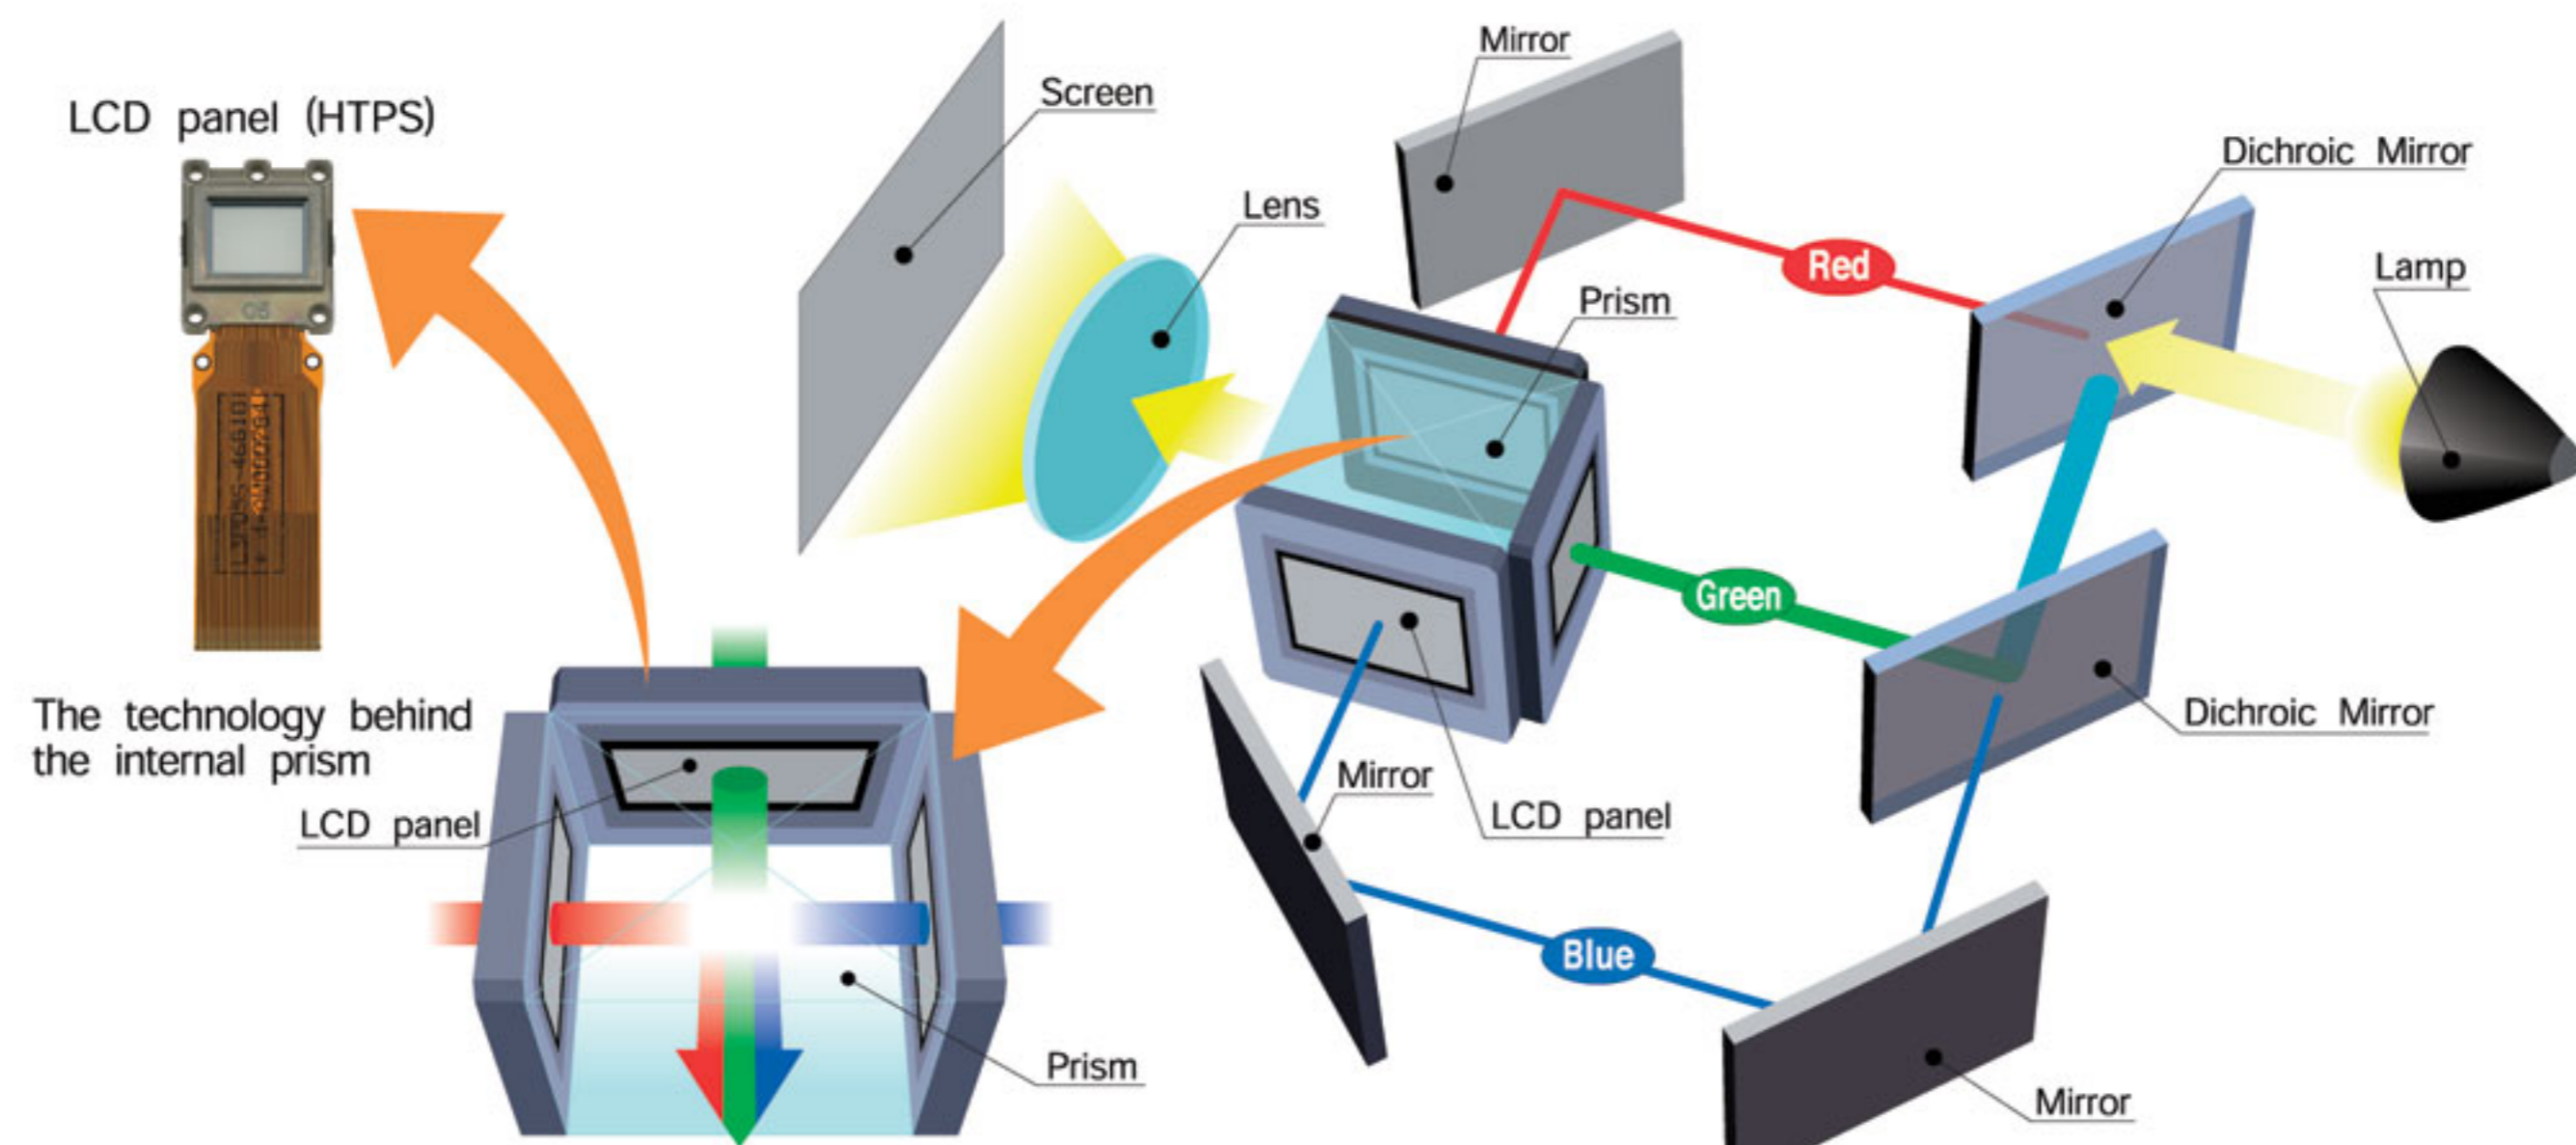 LCD panel (HTPS)
Screen
Lens
Mirror
Prism
Red
Dichroic Mirror
Lamp
Green
Dichroic Mirror
The technology behind
the internal prism
LCD panel
Mirror
LCD panel
Blue
Prism
Mirror